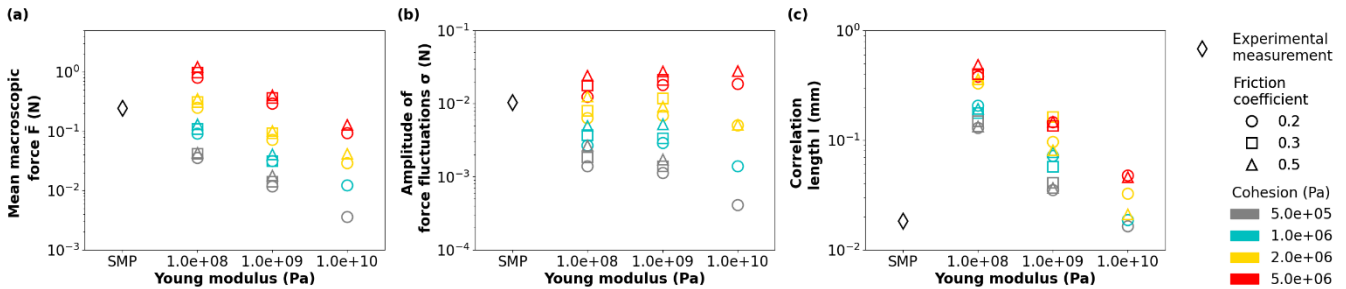 (a)
Mean macroscopic
force F̄ (N)
10⁰
10⁻¹
10⁻²
10⁻³
SMP 1.0e+08 1.0e+09 1.0e+10
Young modulus (Pa)
(b)
Amplitude of
force fluctuations σ (N)
10⁻¹
10⁻²
10⁻³
10⁻⁴
SMP 1.0e+08 1.0e+09 1.0e+10
Young modulus (Pa)
(c)
Correlation
length l (mm)
10⁰
10⁻¹
10⁻²
SMP 1.0e+08 1.0e+09 1.0e+10
Young modulus (Pa)
Experimental
measurement
Friction
coefficient
0.2
0.3
0.5
Cohesion (Pa)
5.0e+05
1.0e+06
2.0e+06
5.0e+06